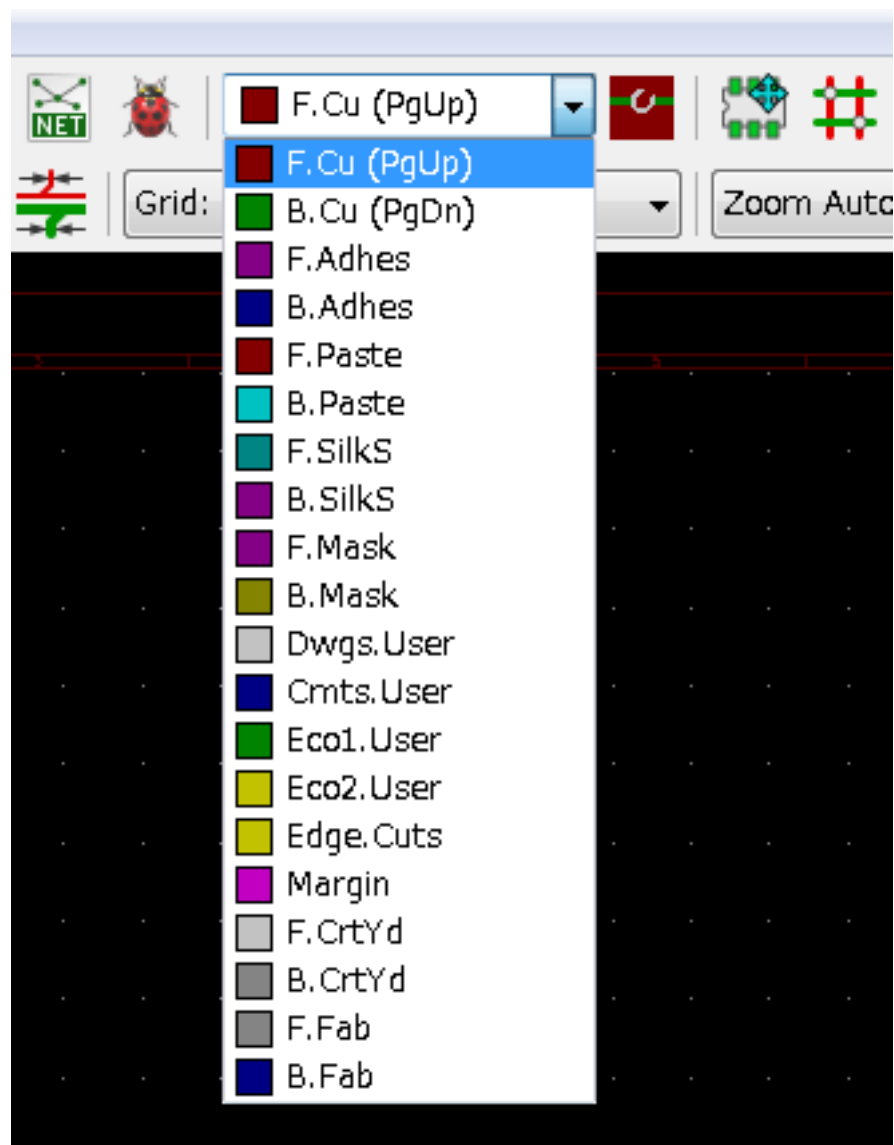 NET
F.Cu (PgUp)
Grid:
Zoom Auto
F.Cu (PgUp)
B.Cu (PgDn)
F.Adhes
B.Adhes
F.Paste
B.Paste
F.SilkS
B.SilkS
F.Mask
B.Mask
Dwgs.User
Cmts.User
Eco1.User
Eco2.User
Edge.Cuts
Margin
F.CrtYd
B.CrtYd
F.Fab
B.Fab